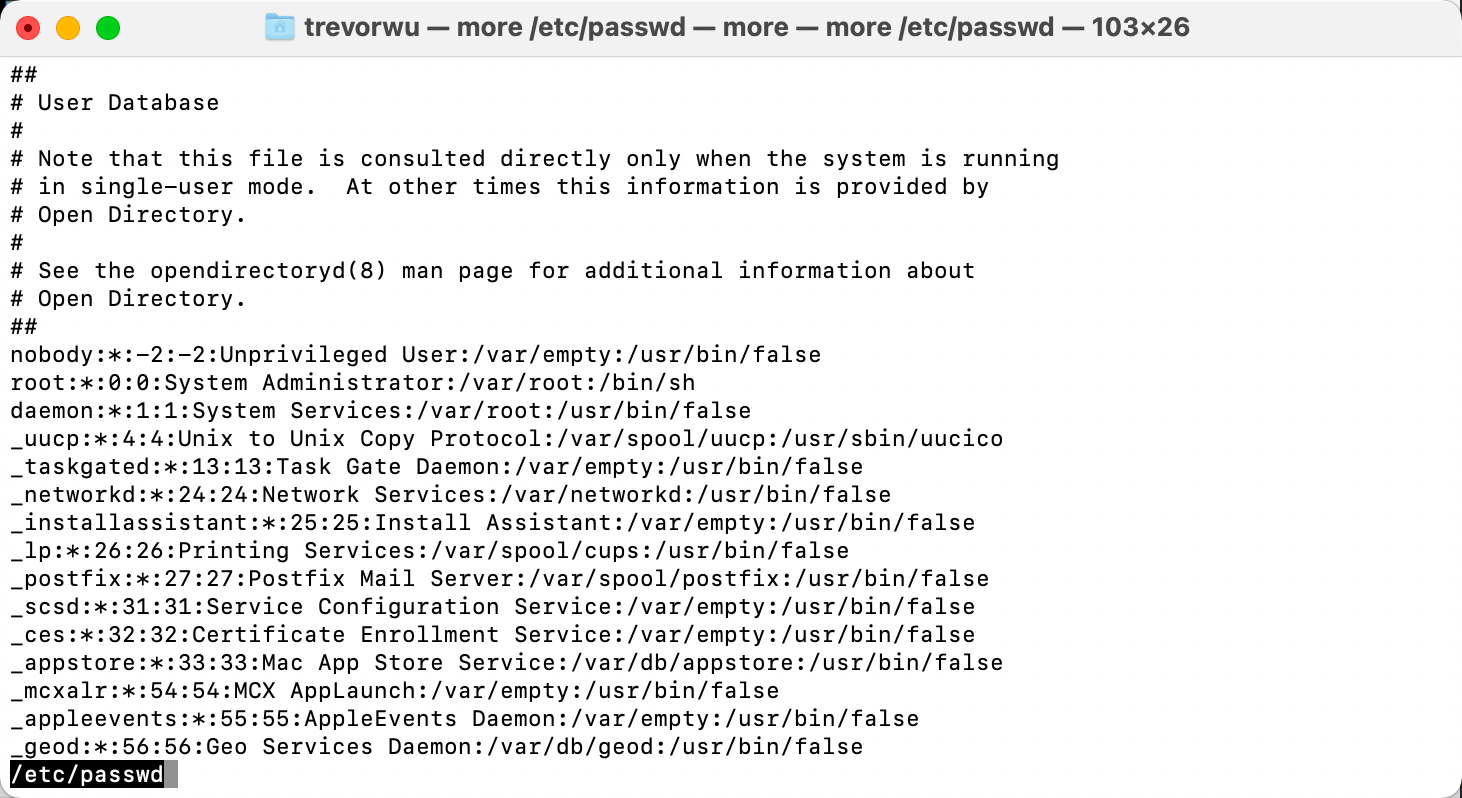 trevorwu — more /etc/passwd — more — more /etc/passwd — 103×26
##
# User Database
#
# Note that this file is consulted directly only when the system is running
# in single-user mode.  At other times this information is provided by
# Open Directory.
#
# See the opendirectoryd(8) man page for additional information about
# Open Directory.
##
nobody:*:-2:-2:Unprivileged User:/var/empty:/usr/bin/false
root:*:0:0:System Administrator:/var/root:/bin/sh
daemon:*:1:1:System Services:/var/root:/usr/bin/false
_uucp:*:4:4:Unix to Unix Copy Protocol:/var/spool/uucp:/usr/sbin/uucico
_taskgated:*:13:13:Task Gate Daemon:/var/empty:/usr/bin/false
_networkd:*:24:24:Network Services:/var/networkd:/usr/bin/false
_installassistant:*:25:25:Install Assistant:/var/empty:/usr/bin/false
_lp:*:26:26:Printing Services:/var/spool/cups:/usr/bin/false
_postfix:*:27:27:Postfix Mail Server:/var/spool/postfix:/usr/bin/false
_scsd:*:31:31:Service Configuration Service:/var/empty:/usr/bin/false
_ces:*:32:32:Certificate Enrollment Service:/var/empty:/usr/bin/false
_appstore:*:33:33:Mac App Store Service:/var/db/appstore:/usr/bin/false
_mcxalr:*:54:54:MCX AppLaunch:/var/empty:/usr/bin/false
_appleevents:*:55:55:AppleEvents Daemon:/var/empty:/usr/bin/false
_geod:*:56:56:Geo Services Daemon:/var/db/geod:/usr/bin/false
/etc/passwd